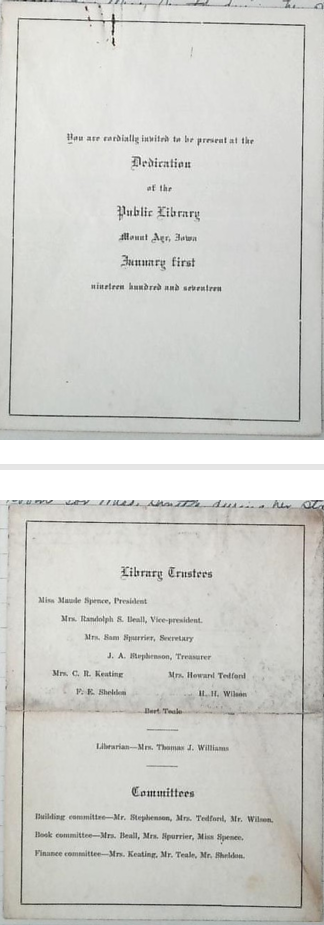 You are cordially invited to be present at the
Dedication
of the
Public Library
Mount Ayr, Iowa
January first
nineteen hundred and seventeen
during her
Library Trustees
Miss Maude Spence, President
Mrs. Randolph S. Beall, Vice-president.
Mrs. Sam Spurrier, Secretary
J. A. Stephenson, Treasurer
Mrs. C. R. Keating Mrs. Howard Tedford
F. E. Sheldon H. H. Wilson
Bert Teale
Librarian—Mrs. Thomas J. Williams
Committees
Building committee—Mr. Stephenson, Mrs. Tedford, Mr. Wilson.
Book committee—Mrs. Beall, Mrs. Spurrier, Miss Spence.
Finance committee—Mrs. Keating, Mr. Teale, Mr. Sheldon.